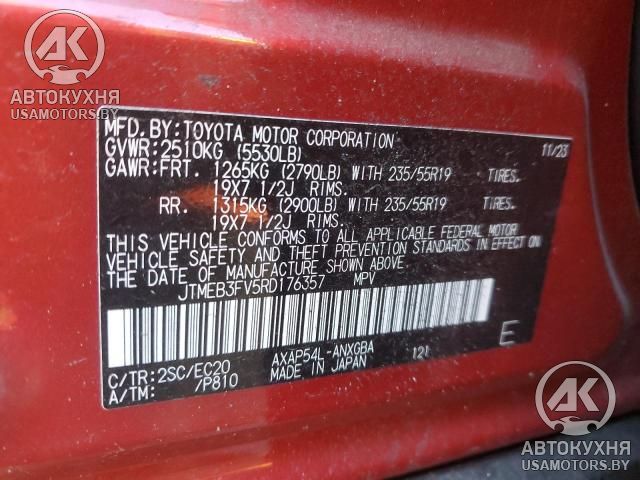 АК
АВТОКУХНЯ
USAMOTORS.BY
MFD.BY:TOYOTA MOTOR CORPORATION 11/23
GVWR:2510KG (5530LB)
GAWR:FRT. 1265KG (2790LB) WITH 235/55R19 TIRES.
19X7 1/2J RIMS.
RR. 1315KG (2900LB) WITH 235/55R19 TIRES.
19X7 1/2J RIMS.
THIS VEHICLE CONFORMS TO ALL APPLICABLE FEDERAL MOTOR
VEHICLE SAFETY AND THEFT PREVENTION STANDARDS IN EFFECT ON
THE DATE OF MANUFACTURE SHOWN ABOVE.
JTMEB3FV5RD176357 MPV
E
C/TR:2SC/EC20 AXAP54L-ANXGBA 121
A/TM: /P810 MADE IN JAPAN
АК
АВТОКУХНЯ
USAMOTORS.BY